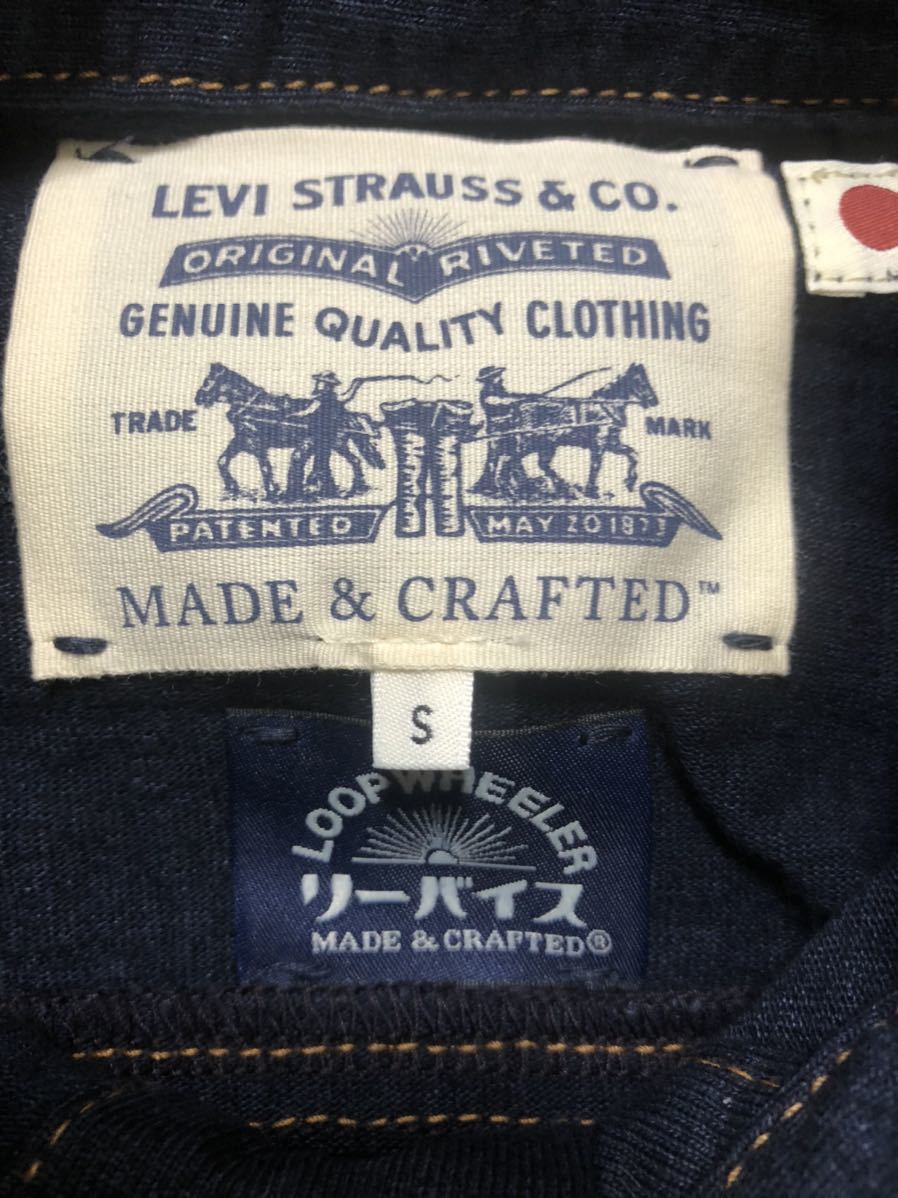 LEVI STRAUSS & CO.
ORIGINAL RIVETED
GENUINE QUALITY CLOTHING
TRADE MARK
PATENTED MAY 20 1873
MADE & CRAFTED™
S
LOOPWHEELER
リーバイス
MADE & CRAFTED®